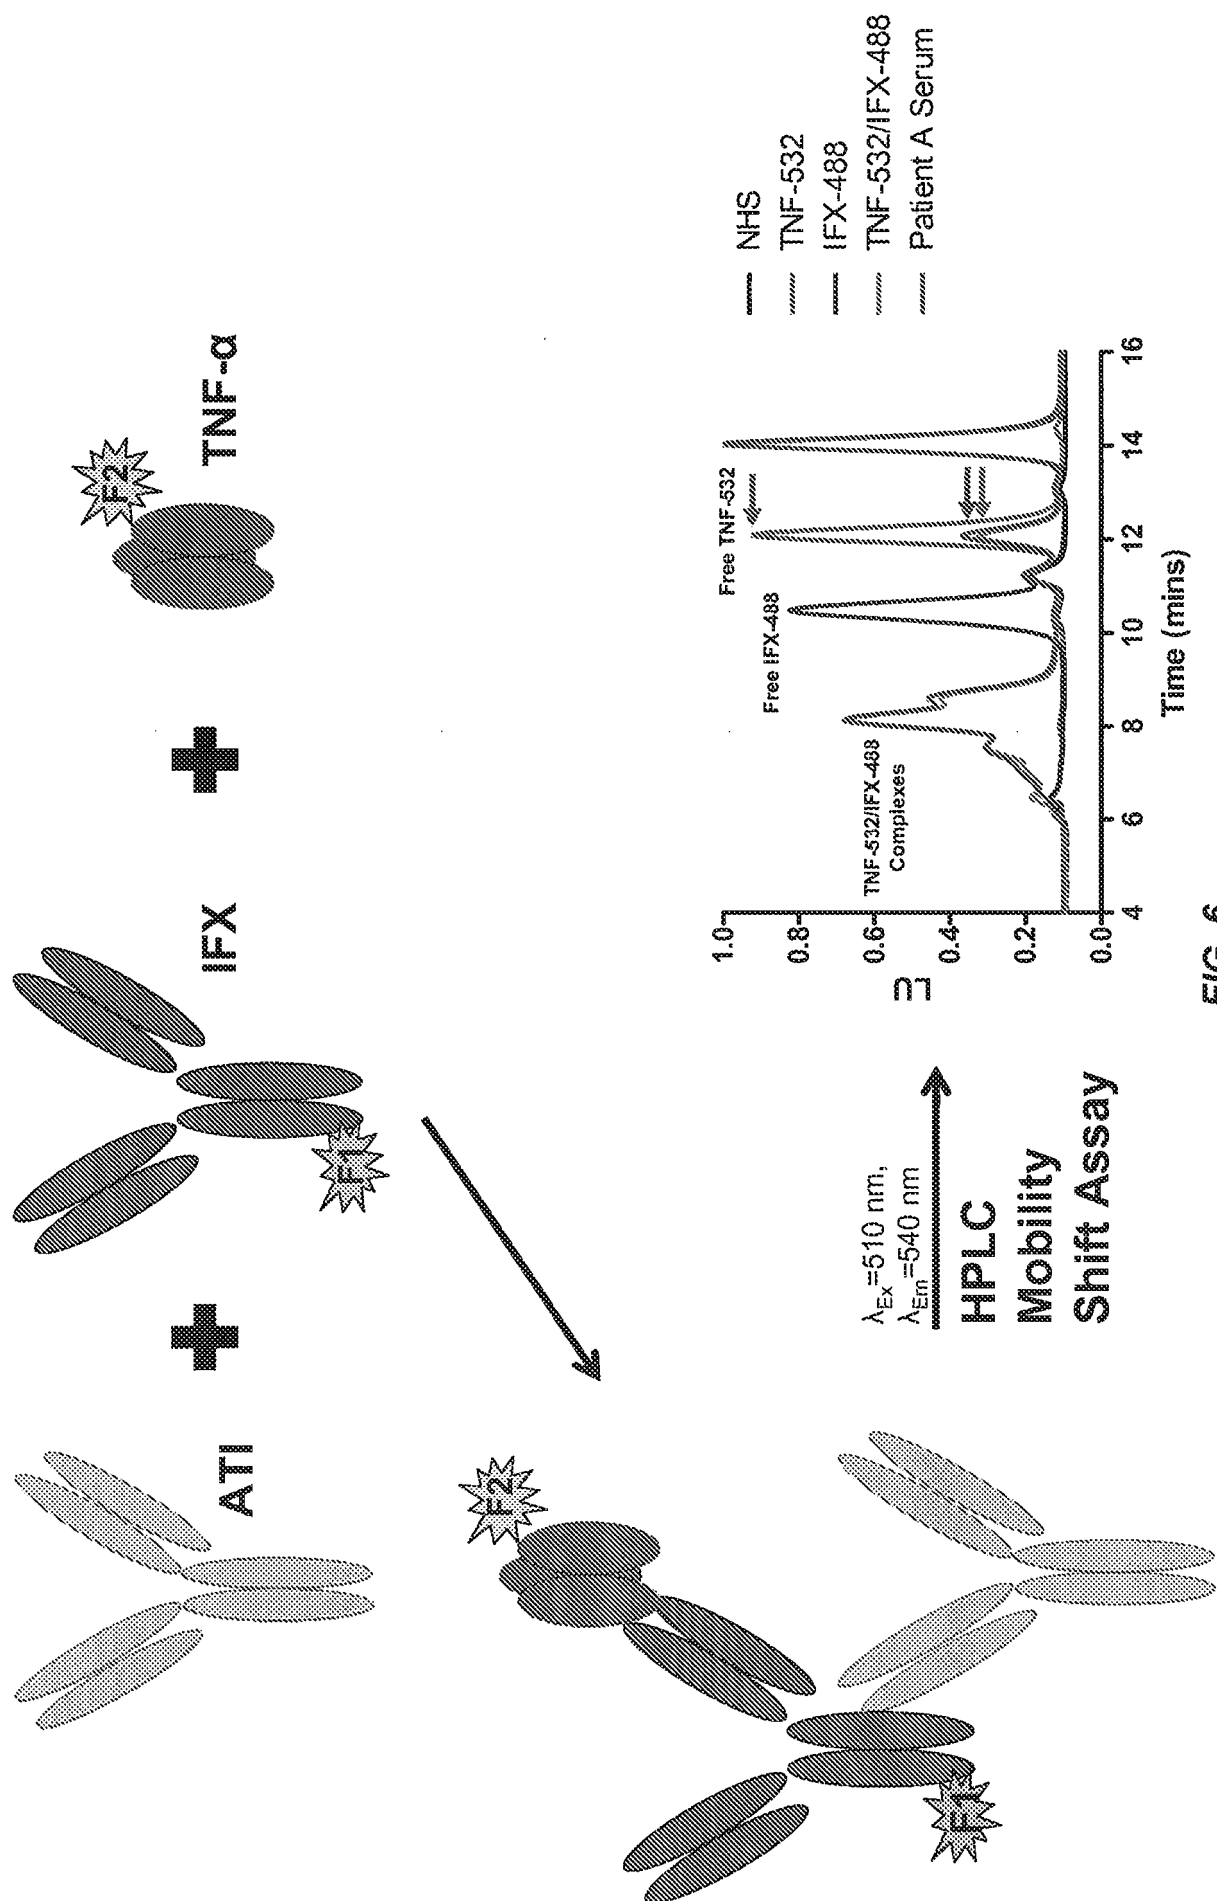 ATI
IFX
TNF-α
F1
F2
F2
F1
λEx=510 nm,
λEm=540 nm
HPLC
Mobility
Shift Assay
LU
1.0
0.8
0.6
0.4
0.2
0.0
4
6
8
10
12
14
16
Time (mins)
TNF-532/IFX-488
Complexes
Free IFX-488
Free TNF-532
NHS
TNF-532
IFX-488
TNF-532/IFX-488
Patient A Serum
FIG. 6